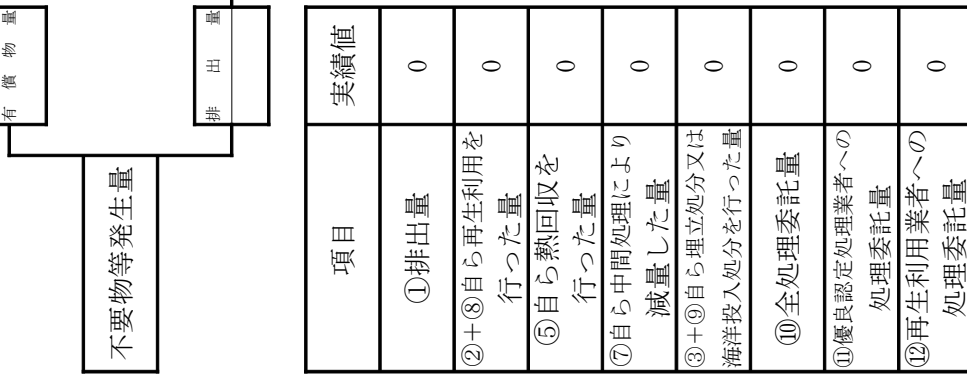 有償物量
排出量
不要物等発生量
項目
実績値
①排出量
0
②+⑧自ら再生利用を
行った量
0
⑤自ら熱回収を
行った量
0
⑦自ら中間処理により
減量した量
0
③+⑨自ら埋立処分又は
海洋投入処分を行った量
0
⑩全処理委託量
0
⑪優良認定処理業者への
処理委託量
0
⑫再生利用業者への
処理委託量
0